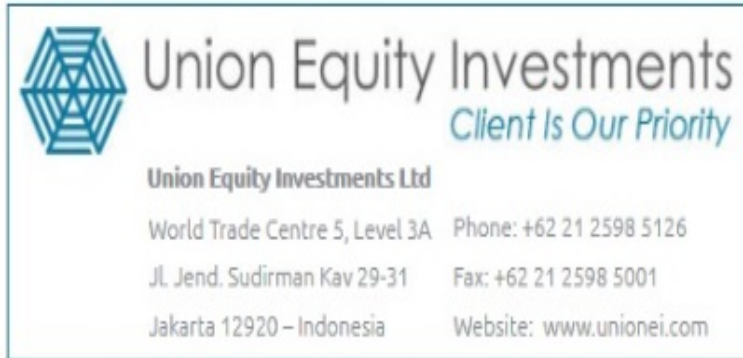 Union Equity Investments
Client Is Our Priority
Union Equity Investments Ltd
World Trade Centre 5, Level 3A
Jl. Jend. Sudirman Kav 29-31
Jakarta 12920 – Indonesia
Phone: +62 21 2598 5126
Fax: +62 21 2598 5001
Website: www.unionei.com